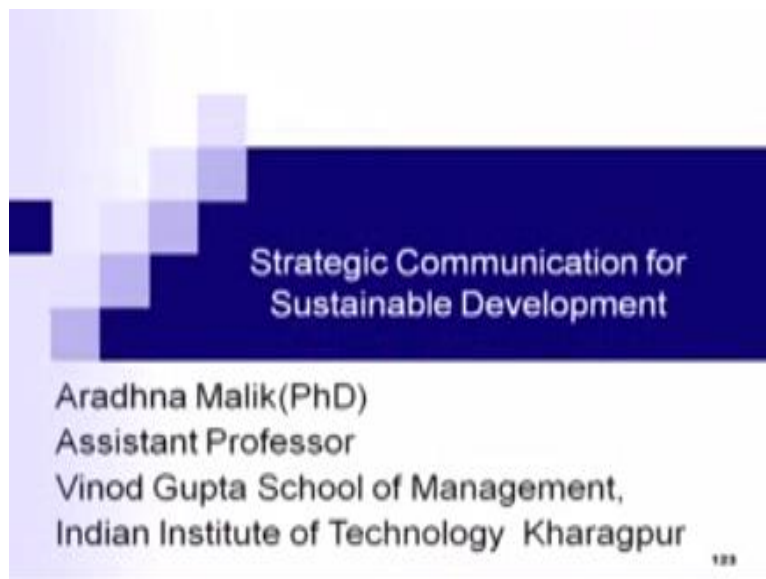 Strategic Communication for
Sustainable Development
Aradhna Malik(PhD)
Assistant Professor
Vinod Gupta School of Management,
Indian Institute of Technology Kharagpur
123